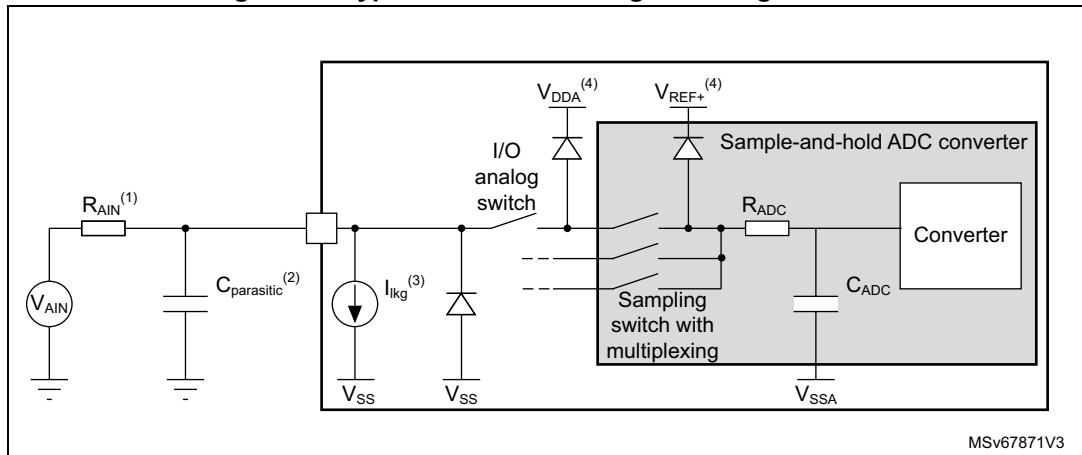 V_DDA^(4)
V_REF+^(4)
Sample-and-hold ADC converter
I/O
analog
switch
R_AIN^(1)
R_ADC
Converter
C_parasitic^(2)
I_lkg^(3)
V_AIN
C_ADC
Sampling
switch with
multiplexing
V_SS
V_SS
V_SSA
MSv67871V3